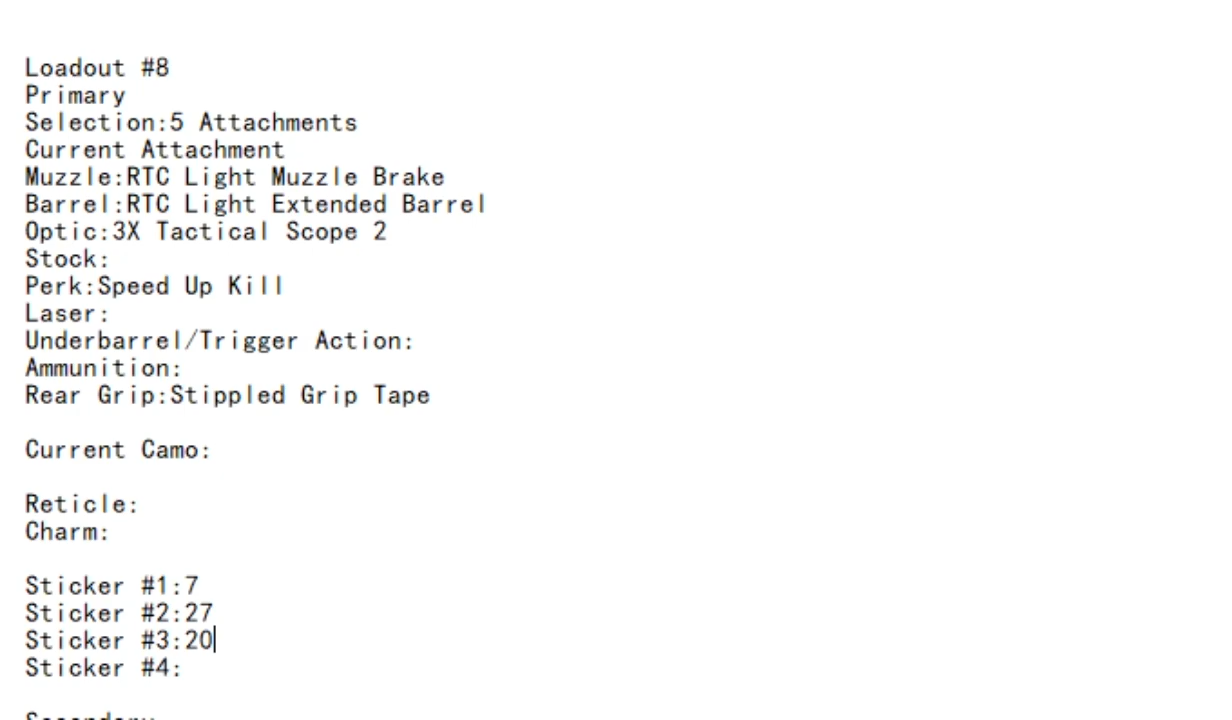 Loadout #8
Primary
Selection:5 Attachments
Current Attachment
Muzzle:RTC Light Muzzle Brake
Barrel:RTC Light Extended Barrel
Optic:3X Tactical Scope 2
Stock:
Perk:Speed Up Kill
Laser:
Underbarrel/Trigger Action:
Ammunition:
Rear Grip:Stippled Grip Tape
Current Camo:
Reticle:
Charm:
Sticker #1:7
Sticker #2:27
Sticker #3:20
Sticker #4: